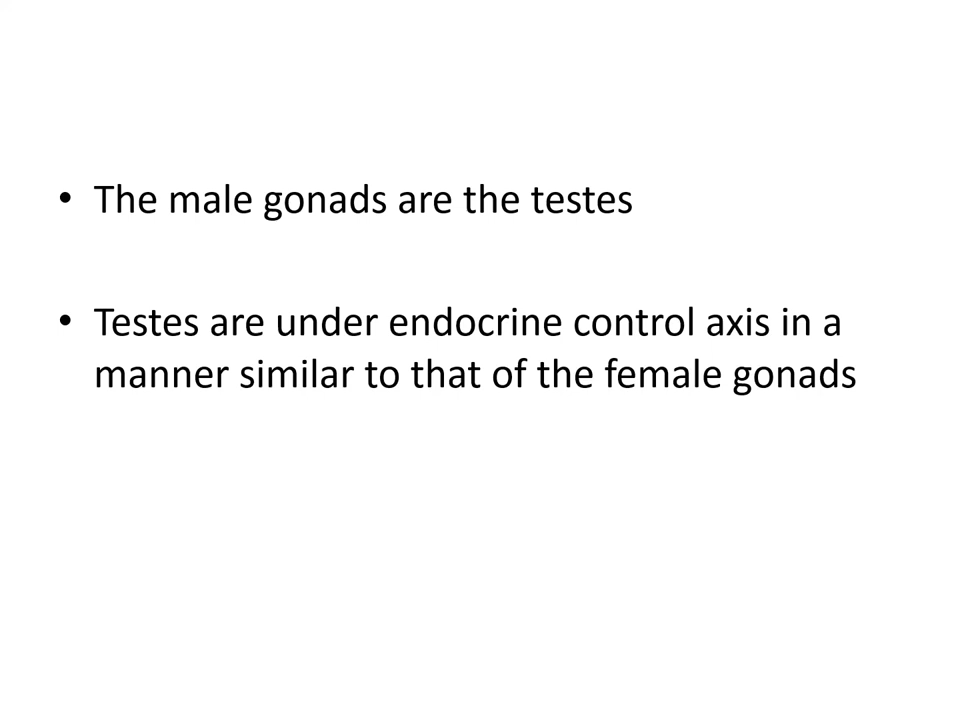 • The male gonads are the testes
• Testes are under endocrine control axis in a
manner similar to that of the female gonads